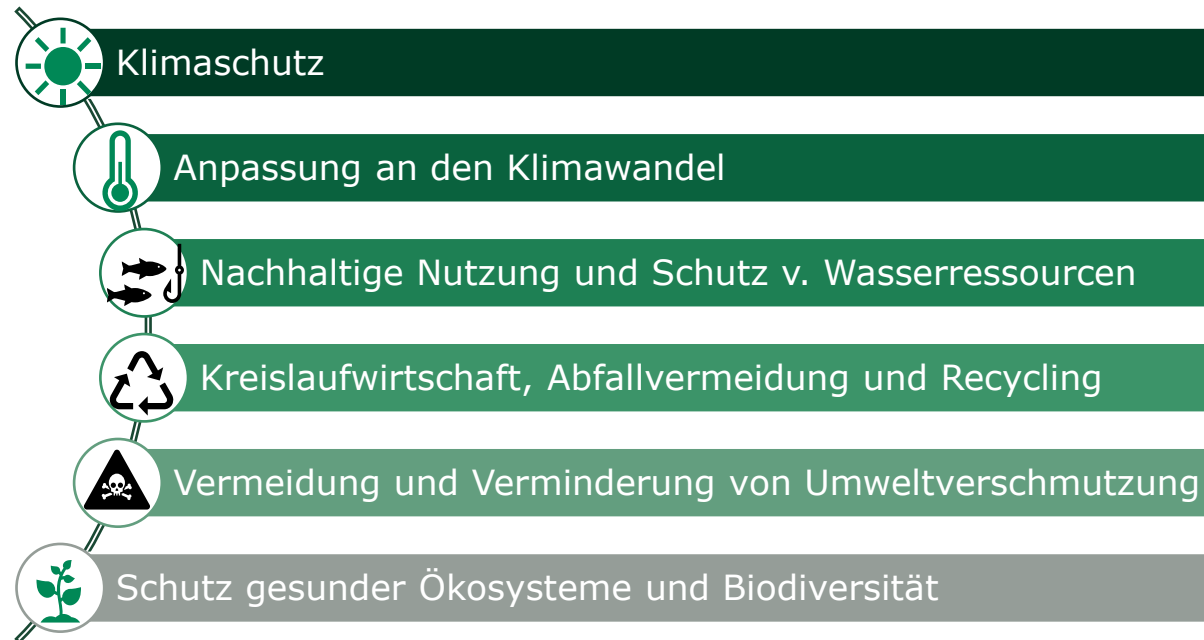 Klimaschutz
Anpassung an den Klimawandel
Nachhaltige Nutzung und Schutz v. Wasserressourcen
Kreislaufwirtschaft, Abfallvermeidung und Recycling
Vermeidung und Verminderung von Umweltverschmutzung
Schutz gesunder Ökosysteme und Biodiversität